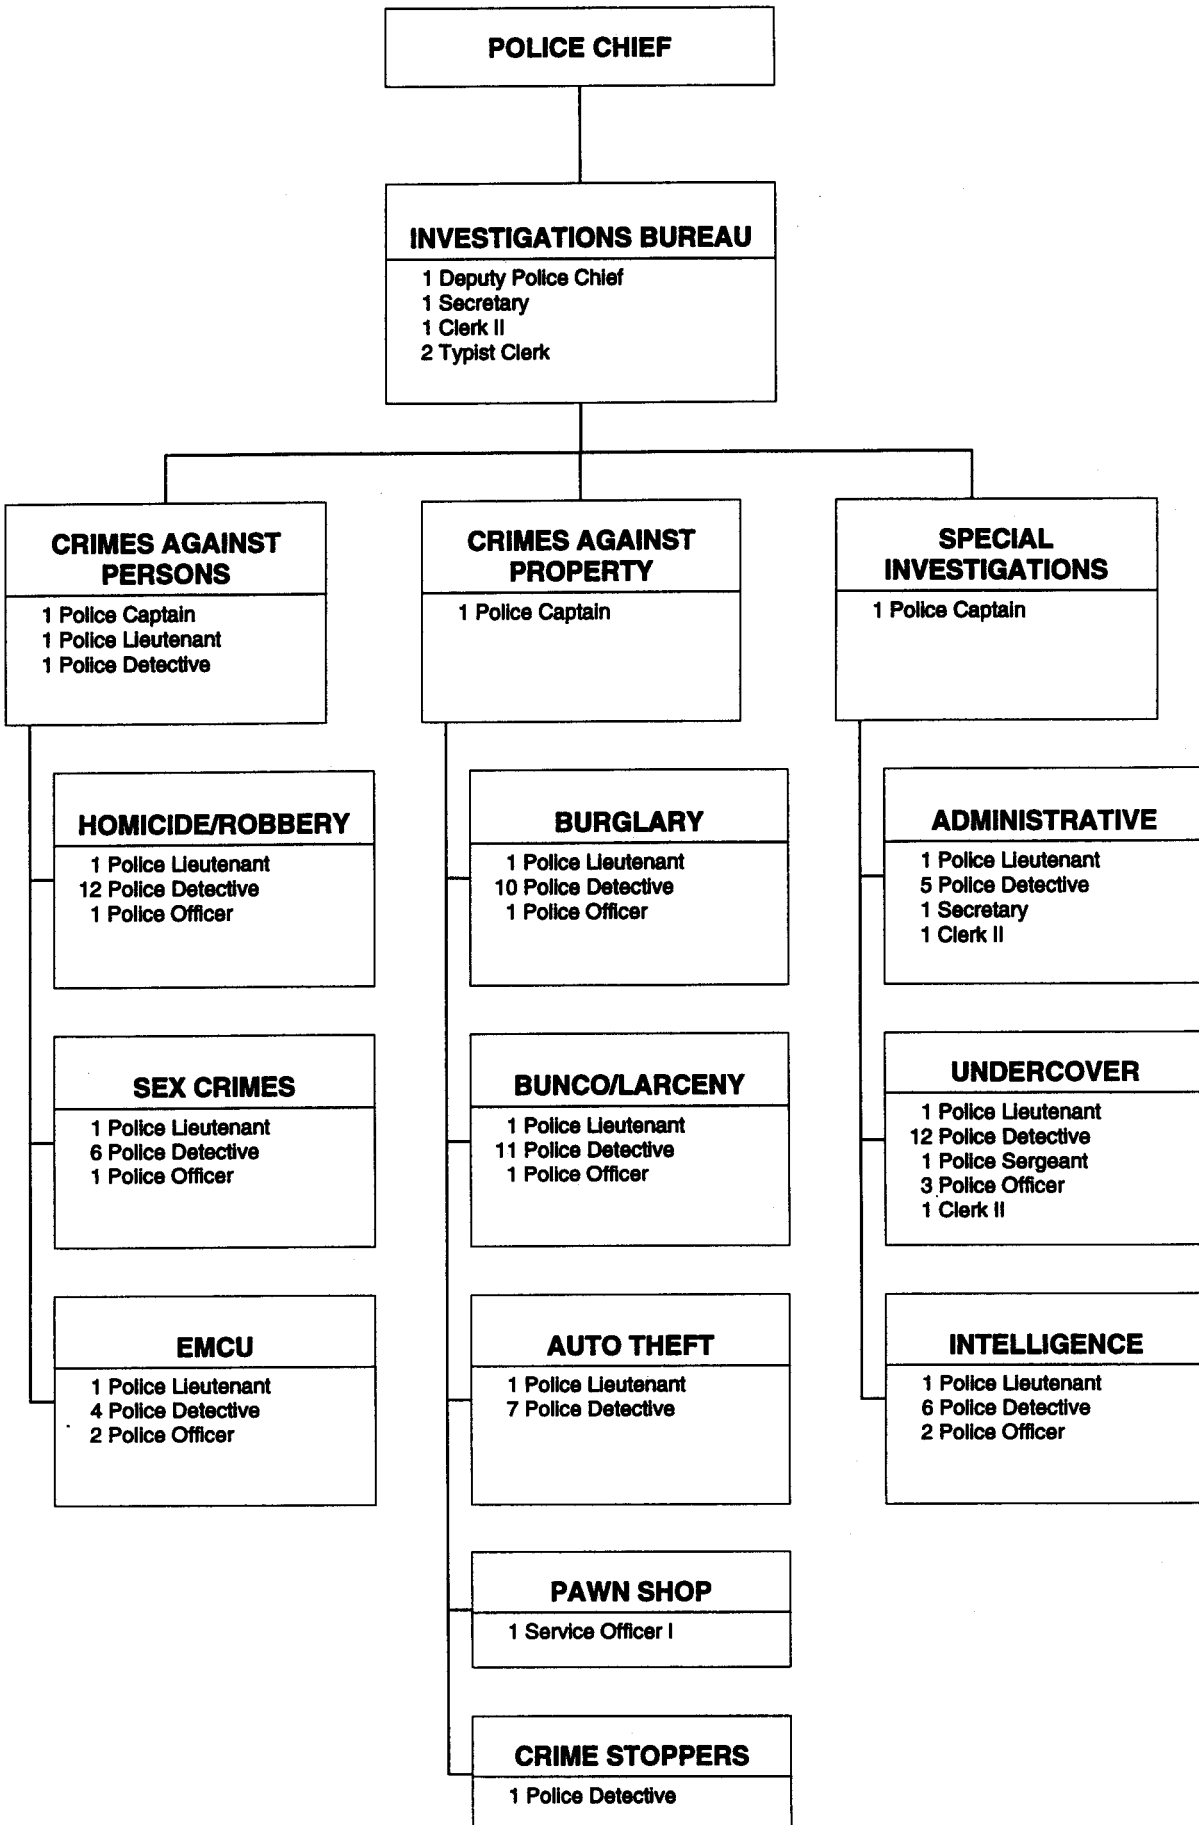 POLICE CHIEF
INVESTIGATIONS BUREAU
1 Deputy Police Chief
1 Secretary
1 Clerk II
2 Typist Clerk
CRIMES AGAINST
PERSONS
1 Police Captain
1 Police Lieutenant
1 Police Detective
HOMICIDE/ROBBERY
1 Police Lieutenant
12 Police Detective
1 Police Officer
SEX CRIMES
1 Police Lieutenant
6 Police Detective
1 Police Officer
EMCU
1 Police Lieutenant
4 Police Detective
2 Police Officer
CRIMES AGAINST
PROPERTY
1 Police Captain
BURGLARY
1 Police Lieutenant
10 Police Detective
1 Police Officer
BUNCO/LARCENY
1 Police Lieutenant
11 Police Detective
1 Police Officer
AUTO THEFT
1 Police Lieutenant
7 Police Detective
PAWN SHOP
1 Service Officer I
CRIME STOPPERS
1 Police Detective
SPECIAL
INVESTIGATIONS
1 Police Captain
ADMINISTRATIVE
1 Police Lieutenant
5 Police Detective
1 Secretary
1 Clerk II
UNDERCOVER
1 Police Lieutenant
12 Police Detective
1 Police Sergeant
3 Police Officer
1 Clerk II
INTELLIGENCE
1 Police Lieutenant
6 Police Detective
2 Police Officer